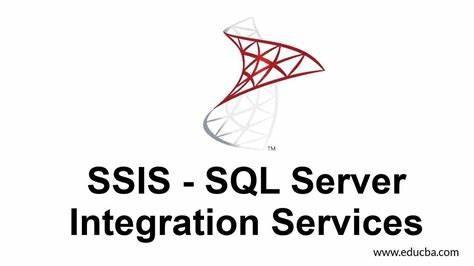 TM
SSIS - SQL Server
Integration Services
www.educba.com